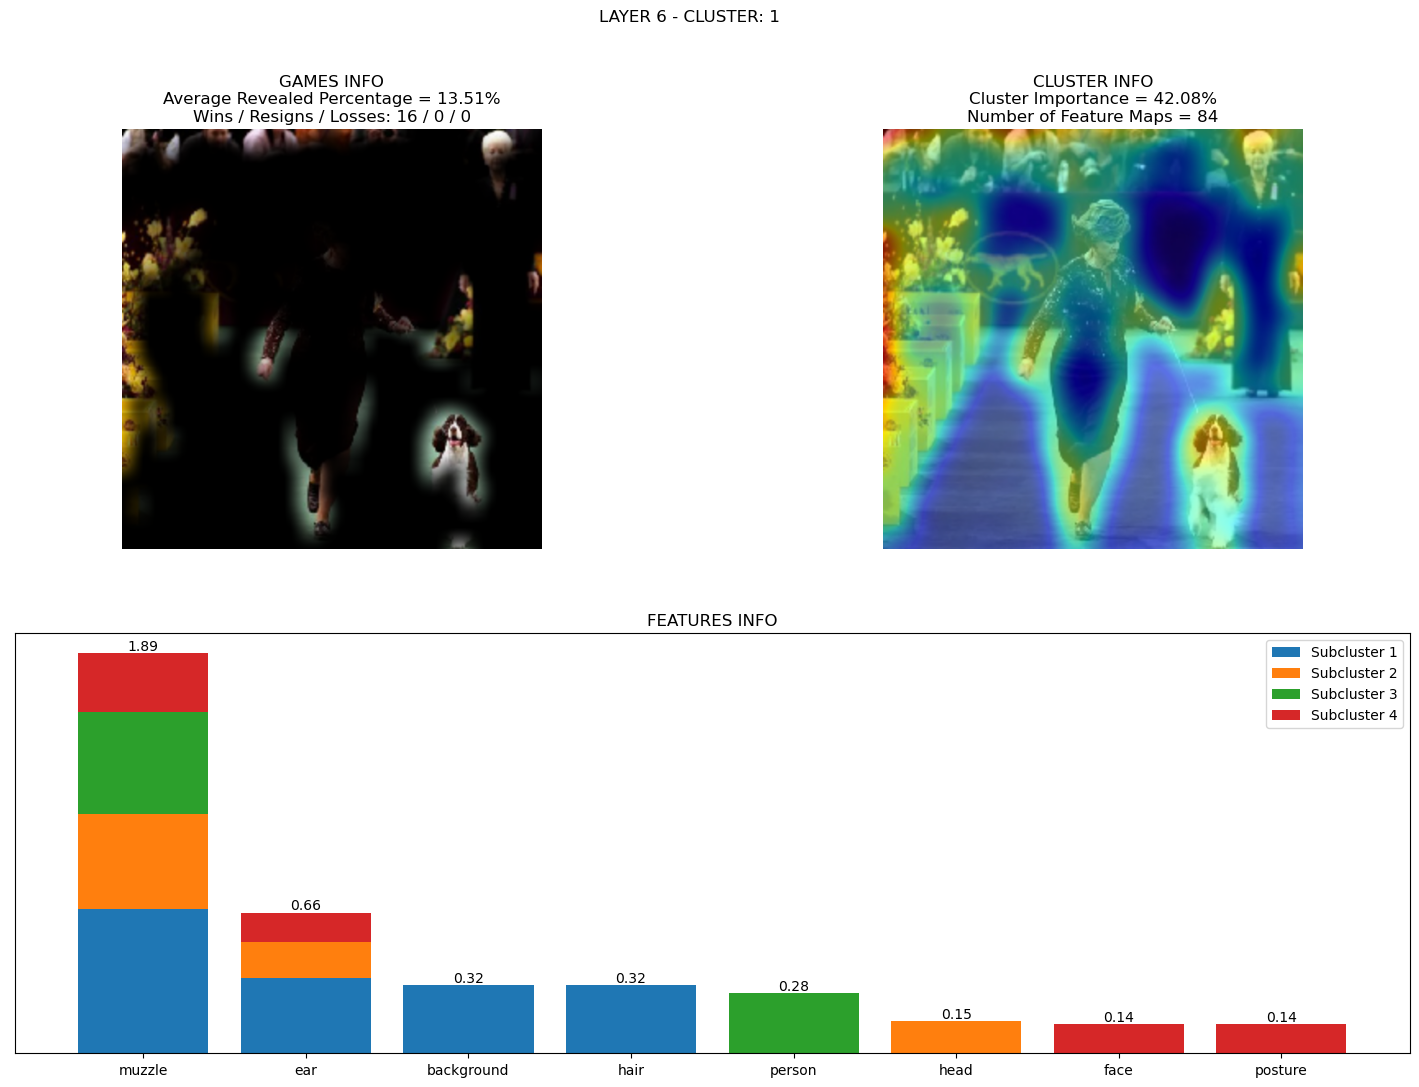 LAYER 6 - CLUSTER: 1
GAMES INFO
Average Revealed Percentage = 13.51%
Wins / Resigns / Losses: 16 / 0 / 0
CLUSTER INFO
Cluster Importance = 42.08%
Number of Feature Maps = 84
FEATURES INFO
1.89
0.66
0.32
0.32
0.28
0.15
0.14
0.14
Subcluster 1
Subcluster 2
Subcluster 3
Subcluster 4
muzzle
ear
background
hair
person
head
face
posture